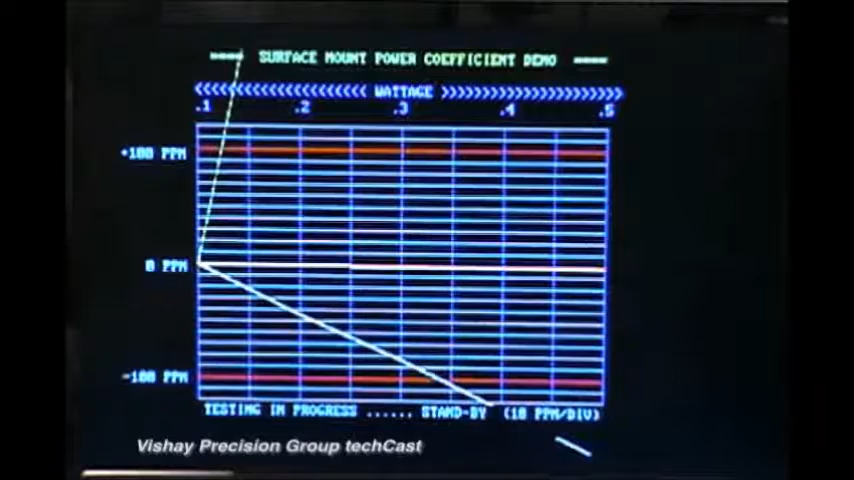 SURFACE MOUNT POWER COEFFICIENT DEMO
WATTAGE
.1 .2 .3 .4 .5
+100 PPM
0 PPM
-100 PPM
TESTING IN PROGRESS ...... STAND-BY (10 PPM/DIV)
Vishay Precision Group techCast